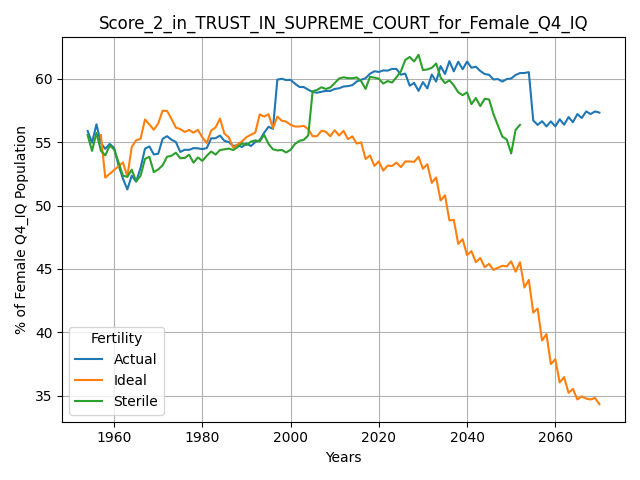 Score_2_in_TRUST_IN_SUPREME_COURT_for_Female_Q4_IQ
% of Female Q4_IQ Population
60
55
50
45
40
35
Fertility
Actual
Ideal
Sterile
1960 1980 2000 2020 2040 2060
Years